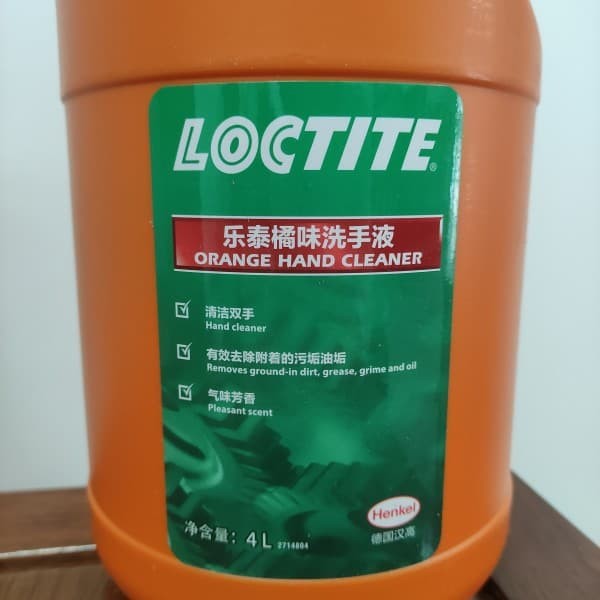 LOCTITE®
乐泰橘味洗手液
ORANGE HAND CLEANER
清洁双手
Hand cleaner
有效去除附着的污垢油垢
Removes ground-in dirt, grease, grime and oil
气味芳香
Pleasant scent
净含量：4L 2714804
Henkel
德国汉高